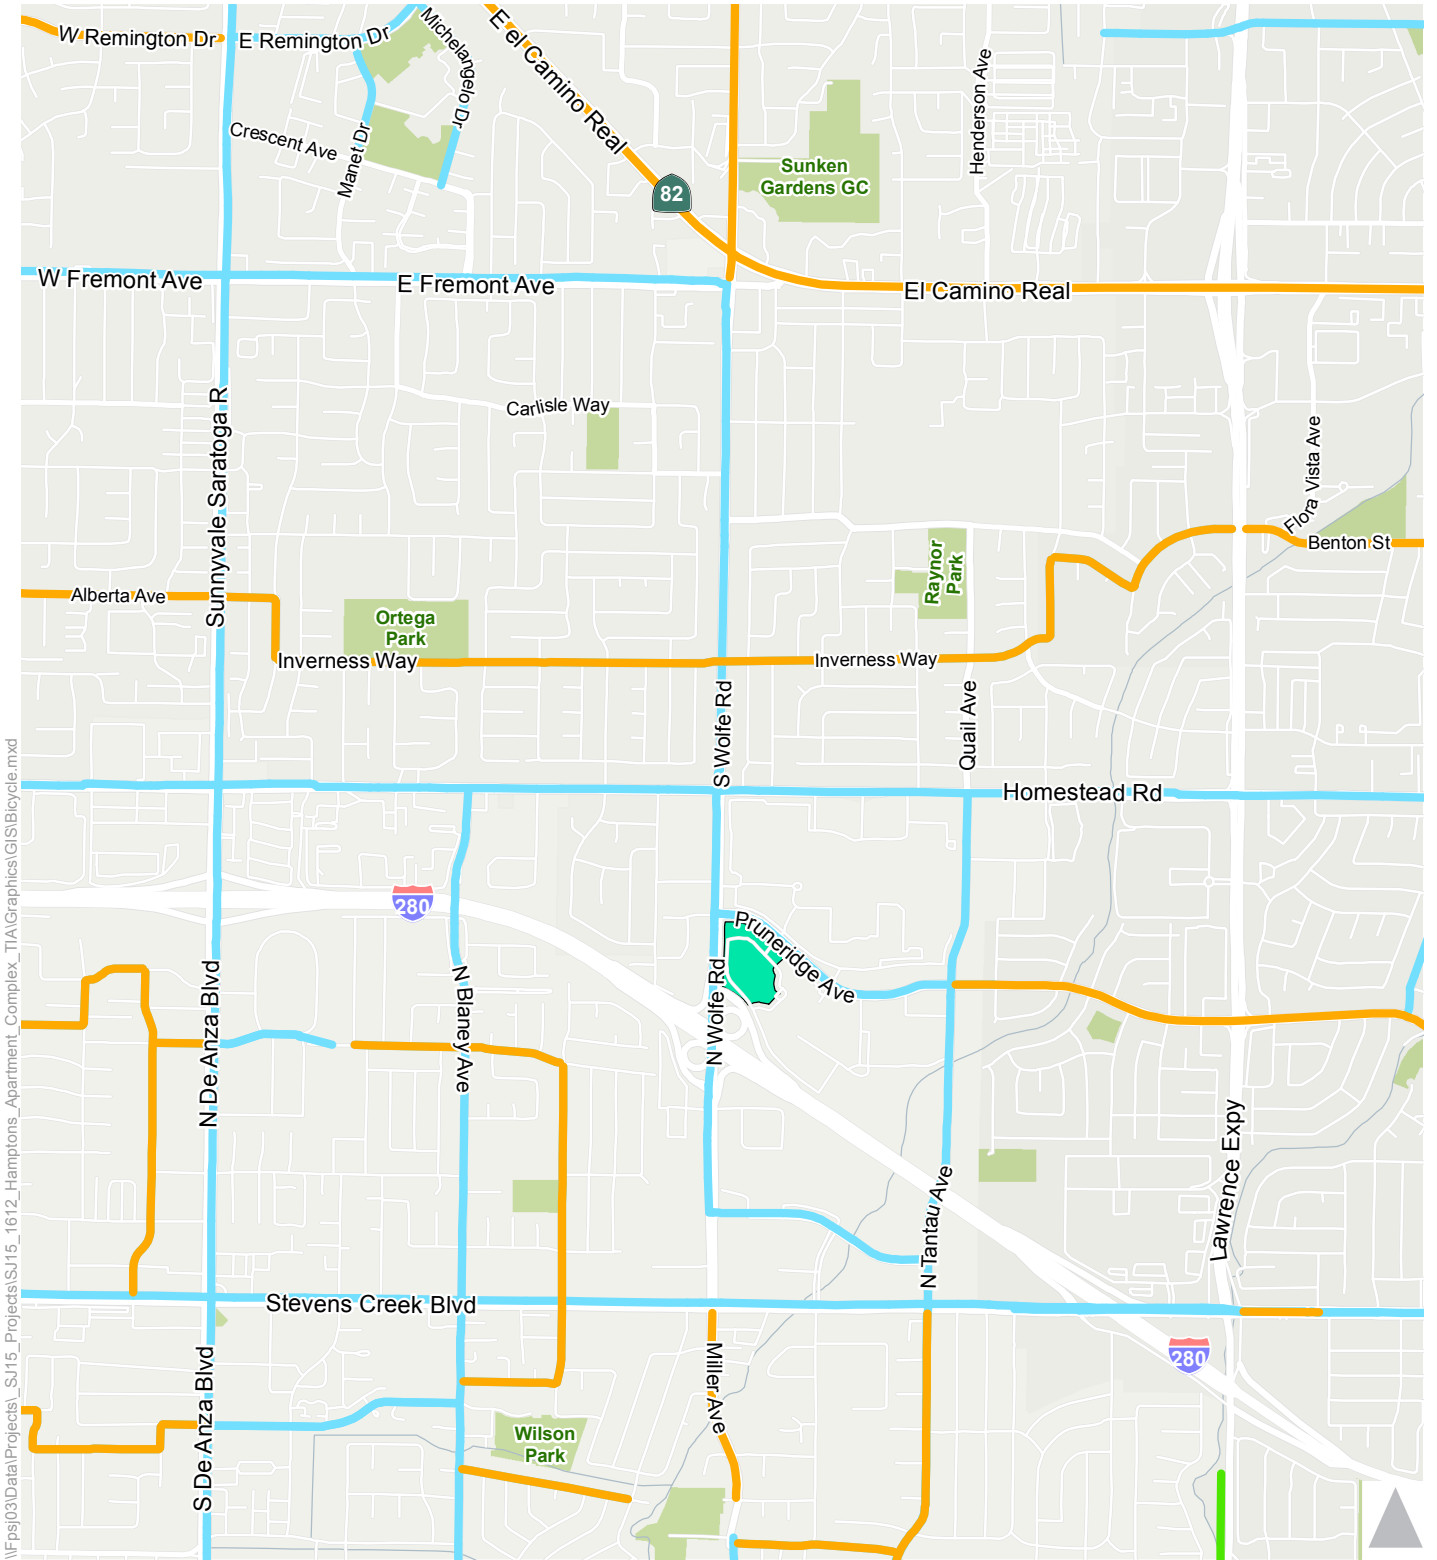 W Remington Dr
E Remington Dr
Michelangelo Dr
E el Camino Real
Henderson Ave
Crescent Ave
Manet Dr
Sunken
Gardens GC
82
W Fremont Ave
E Fremont Ave
El Camino Real
Sunnyvale Saratoga R
Carlisle Way
Flora Vista Ave
Raynor
Park
Benton St
Alberta Ave
Ortega
Park
Inverness Way
Inverness Way
S Wolfe Rd
Quail Ave
Homestead Rd
280
Pruneridge Ave
N De Anza Blvd
N Blaney Ave
N Wolfe Rd
Lawrence Expy
N Tantau Ave
Stevens Creek Blvd
280
S De Anza Blvd
Miller Ave
Wilson
Park
\\Fpsj03\Data\Projects\_SJ15_Projects\SJ15_1612_Hamptons_Apartment_Complex_TIA\Graphics\GIS\Bicycle.mxd